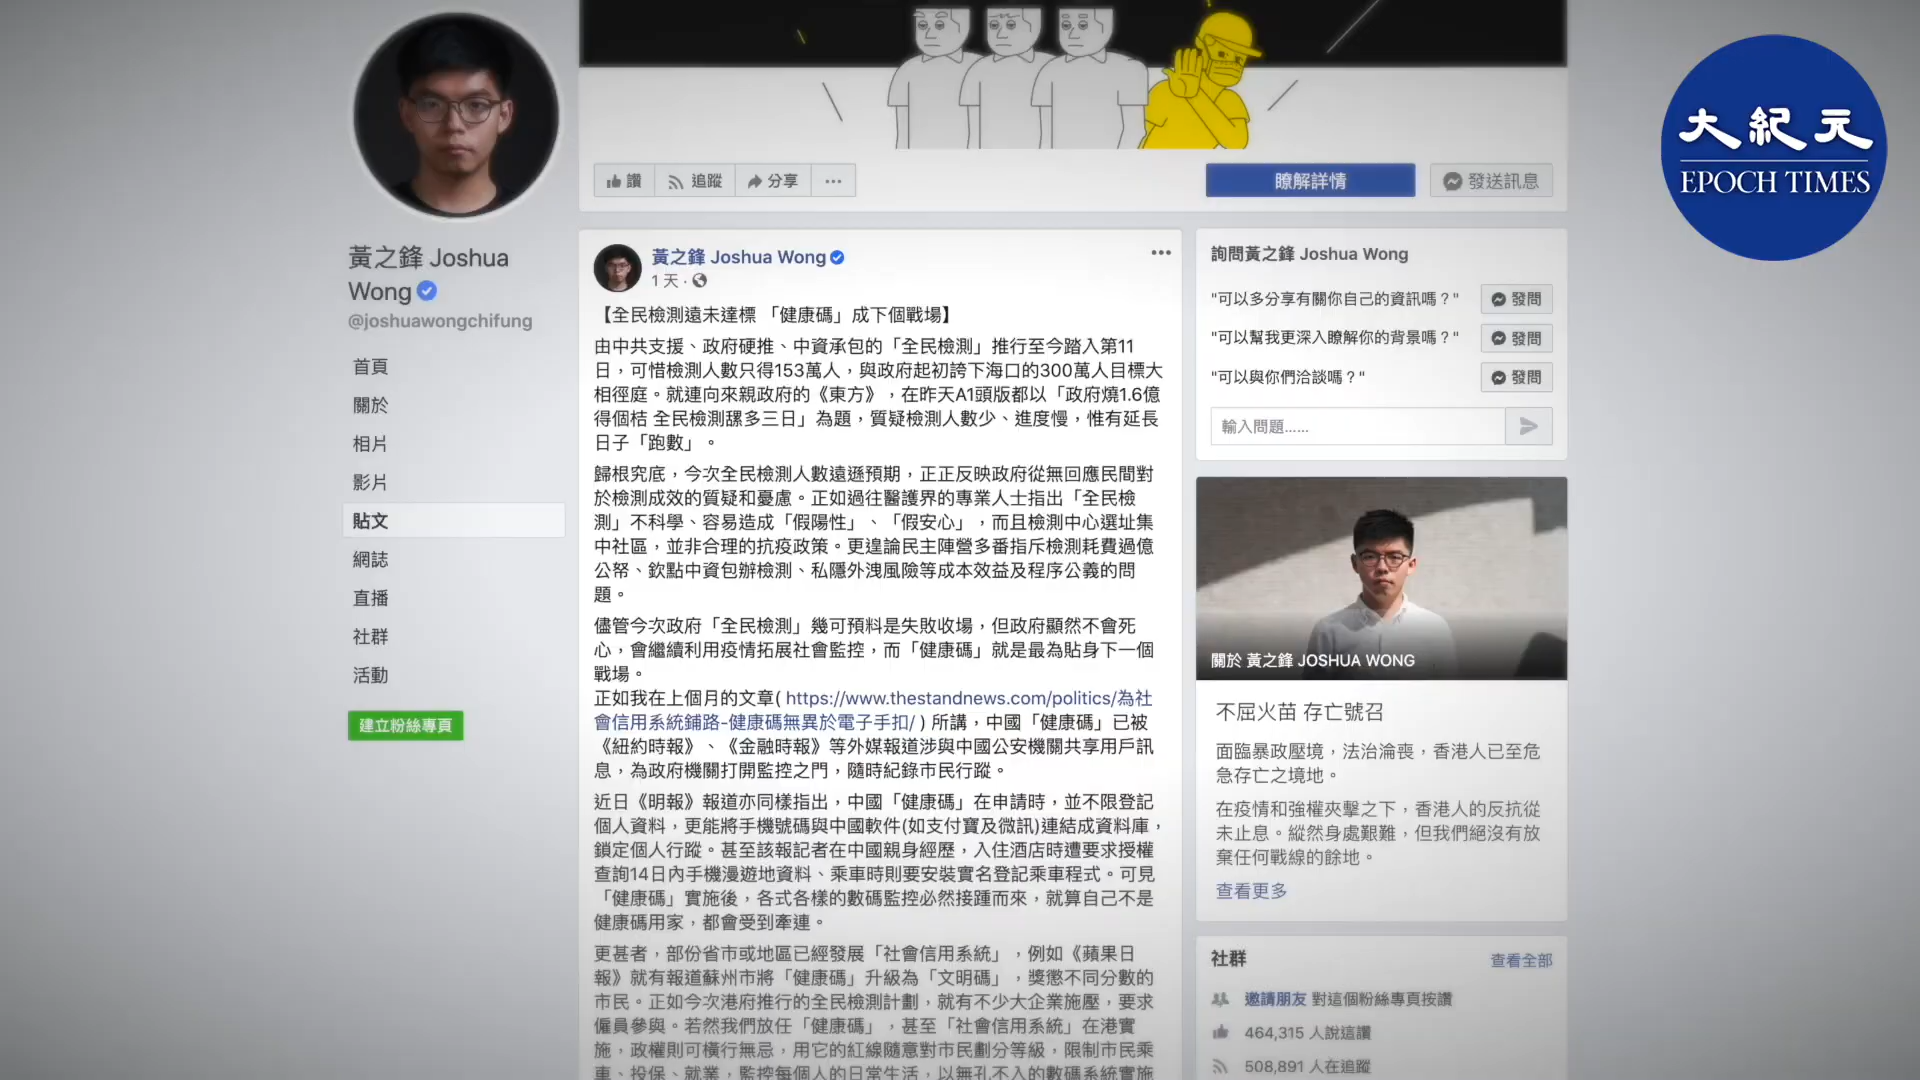 大紀元
EPOCH TIMES
讚
追蹤
分享
瞭解詳情
發送訊息
黃之鋒 Joshua
Wong
@joshuawongchifung
首頁
關於
相片
影片
貼文
網誌
直播
社群
活動
建立粉絲專頁
黃之鋒 Joshua Wong
1 天 ·
【全民檢測遠未達標 「健康碼」成下個戰場】
由中共支援、政府硬推、中資承包的「全民檢測」推行至今踏入第11
日，可惜檢測人數只得153萬人，與政府起初誇下海口的300萬人目標大
相徑庭。就連向來親政府的《東方》，在昨天A1頭版都以「政府燒1.6億
得個桔 全民檢測騾多三日」為題，質疑檢測人數少、進度慢，惟有延長
日子「跑數」。
歸根究底，今次全民檢測人數遠遜預期，正正反映政府從無回應民間對
於檢測成效的質疑和憂慮。正如過往醫護界的專業人士指出「全民檢
測」不科學、容易造成「假陽性」、「假安心」，而且檢測中心選址集
中社區，並非合理的抗疫政策。更遑論民主陣營多番指斥檢測耗費過億
公帑、欽點中資包辦檢測、私隱外洩風險等成本效益及程序公義的問
題。
儘管今次政府「全民檢測」幾可預料是失敗收場，但政府顯然不會死
心，會繼續利用疫情拓展社會監控，而「健康碼」就是最為貼身下一個
戰場。
正如我在上個月的文章( https://www.thestandnews.com/politics/為社
會信用系統鋪路-健康碼無異於電子手扣/ ) 所講，中國「健康碼」已被
《紐約時報》、《金融時報》等外媒報道涉與中國公安機關共享用戶訊
息，為政府機關打開監控之門，隨時紀錄市民行蹤。
近日《明報》報道亦同樣指出，中國「健康碼」在申請時，並不限登記
個人資料，更能將手機號碼與中國軟件(如支付寶及微訊)連結成資料庫，
鎖定個人行蹤。甚至該報記者在中國親身經歷，入住酒店時遭要求授權
查詢14日內手機漫遊地資料、乘車時則要安裝實名登記乘車程式。可見
「健康碼」實施後，各式各樣的數碼監控必然接踵而來，就算自己不是
健康碼用家，都會受到牽連。
更甚者，部份省市或地區已經發展「社會信用系統」，例如《蘋果日
報》就有報道蘇州市將「健康碼」升級為「文明碼」，獎懲不同分數的
市民。正如今次港府推行的全民檢測計劃，就有不少大企業施壓，要求
僱員參與。若然我們放任「健康碼」，甚至「社會信用系統」在港實
施，政權則可橫行無忌，用它的紅線隨意對市民劃分等級，限制市民乘
車、投保、就業，監控每個人的日常生活，以無孔不入的數碼系統實施
詢問黃之鋒 Joshua Wong
"可以多分享有關你自己的資訊嗎？"
發問
"可以幫我更深入瞭解你的背景嗎？"
發問
"可以與你們洽談嗎？"
發問
輸入問題......
關於 黃之鋒 JOSHUA WONG
不屈火苗 存亡號召
面臨暴政壓境，法治淪喪，香港人已至危
急存亡之境地。
在疫情和強權夾擊之下，香港人的反抗從
未止息。縱然身處艱難，但我們絕沒有放
棄任何戰線的餘地。
查看更多
社群
查看全部
邀請朋友 對這個粉絲專頁按讚
464,315 人說這讚
508,891 人在追蹤